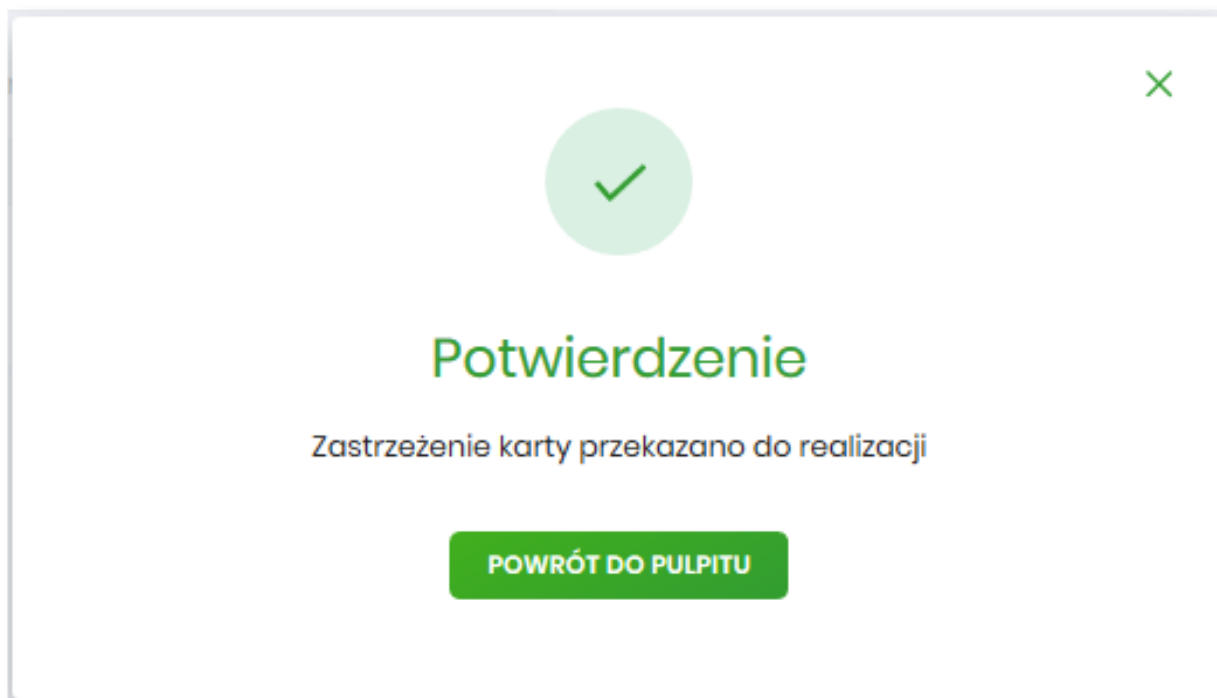 Potwierdzenie
Zastrzeżenie karty przekazano do realizacji
POWRÓT DO PULPITU